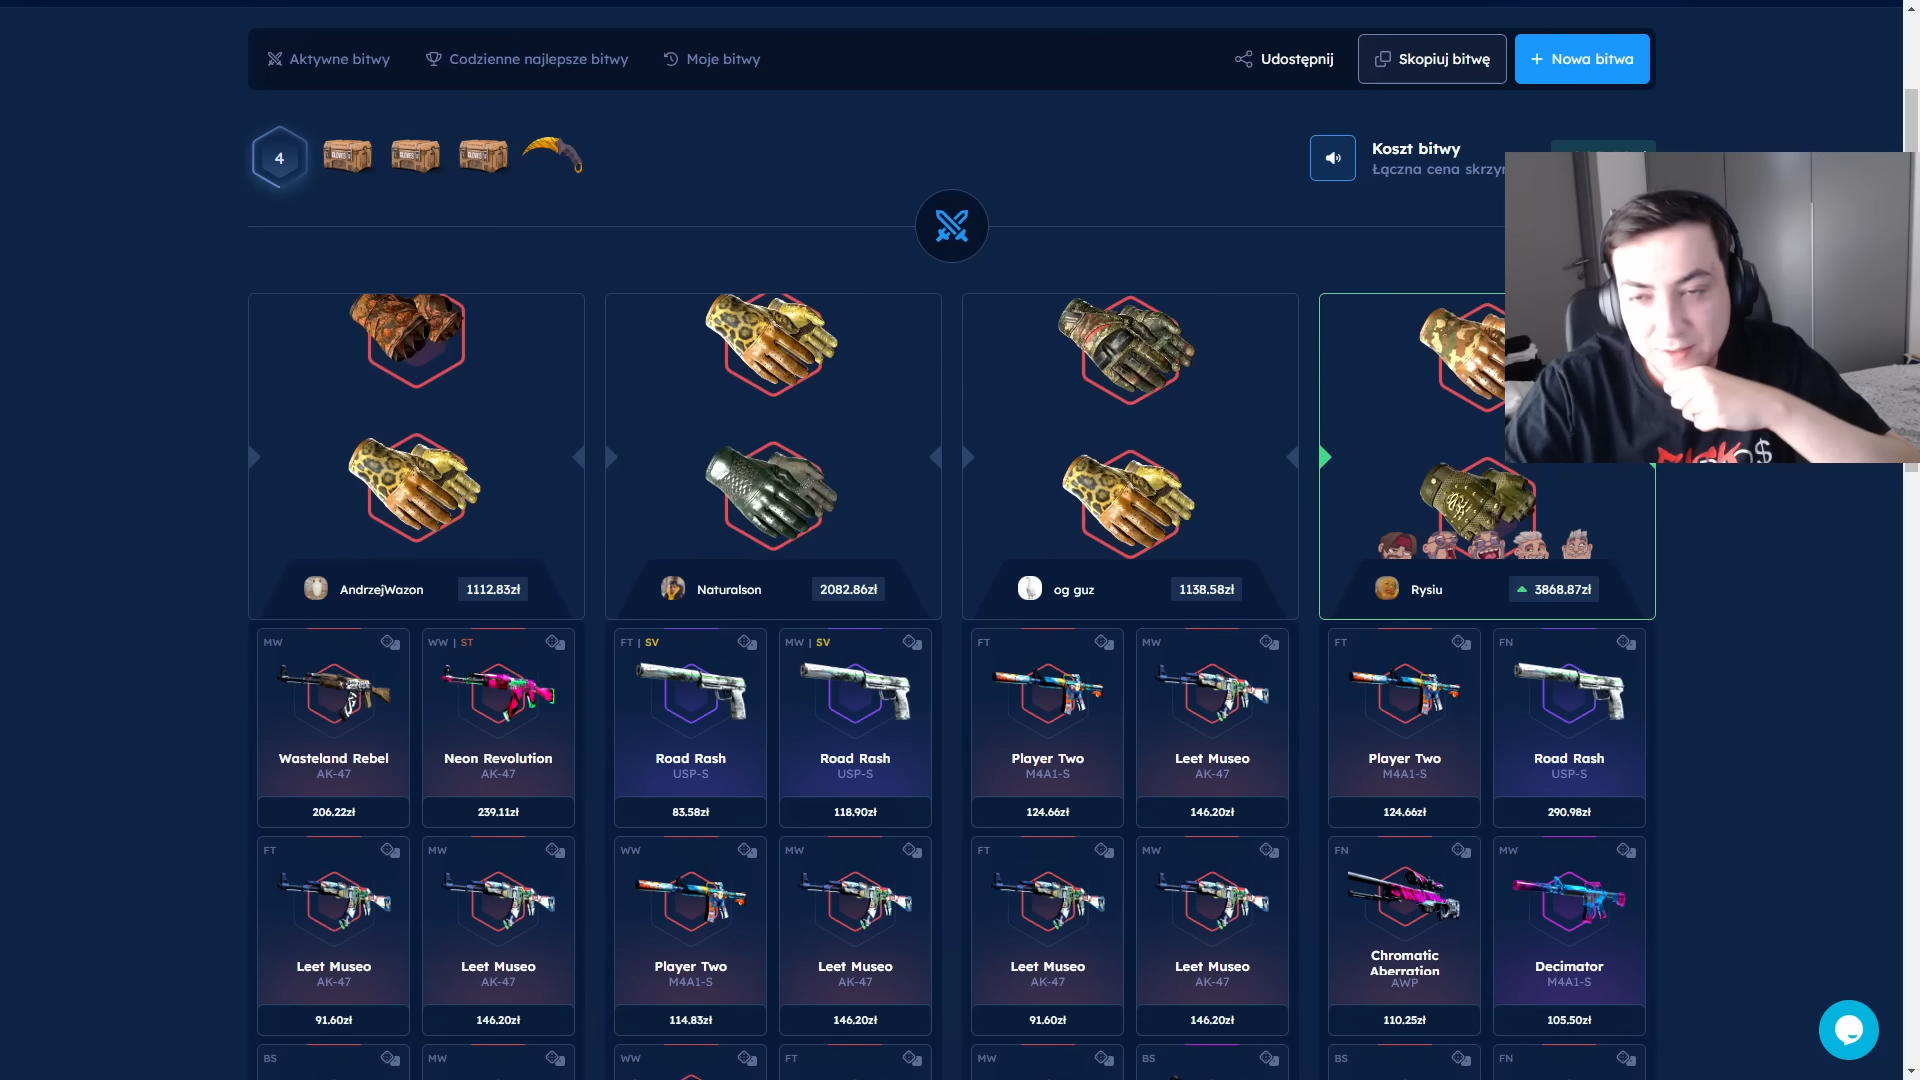 Aktywne bitwy
Codzienne najlepsze bitwy
Moje bitwy
Udostępnij
Skopiuj bitwę
+ Nowa bitwa
4
Koszt bitwy
Łączna cena skrzyn
AndrzejWazon
1112.83zł
Naturalson
2082.86zł
og guz
1138.58zł
Rysiu
3868.87zł
MW
WW | ST
FT | SV
MW | SV
FT
MW
FT
FN
Wasteland Rebel
AK-47
206.22zł
Neon Revolution
AK-47
239.11zł
Road Rash
USP-S
83.58zł
Road Rash
USP-S
118.90zł
Player Two
M4A1-S
124.66zł
Leet Museo
AK-47
146.20zł
Player Two
M4A1-S
124.66zł
Road Rash
USP-S
290.98zł
FT
MW
WW
MW
FT
MW
FN
MW
Leet Museo
AK-47
91.60zł
Leet Museo
AK-47
146.20zł
Player Two
M4A1-S
114.83zł
Leet Museo
AK-47
146.20zł
Leet Museo
AK-47
91.60zł
Leet Museo
AK-47
146.20zł
Chromatic
Aberration
AWP
110.25zł
Decimator
M4A1-S
105.50zł
BS
MW
WW
FT
MW
BS
BS
FN